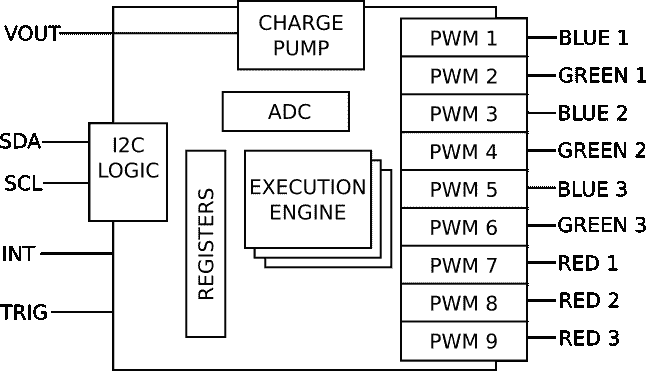 VOUT
CHARGE
PUMP
ADC
SDA
SCL
I2C
LOGIC
INT
TRIG
REGISTERS
EXECUTION
ENGINE
PWM 1 BLUE 1
PWM 2 GREEN 1
PWM 3 BLUE 2
PWM 4 GREEN 2
PWM 5 BLUE 3
PWM 6 GREEN 3
PWM 7 RED 1
PWM 8 RED 2
PWM 9 RED 3